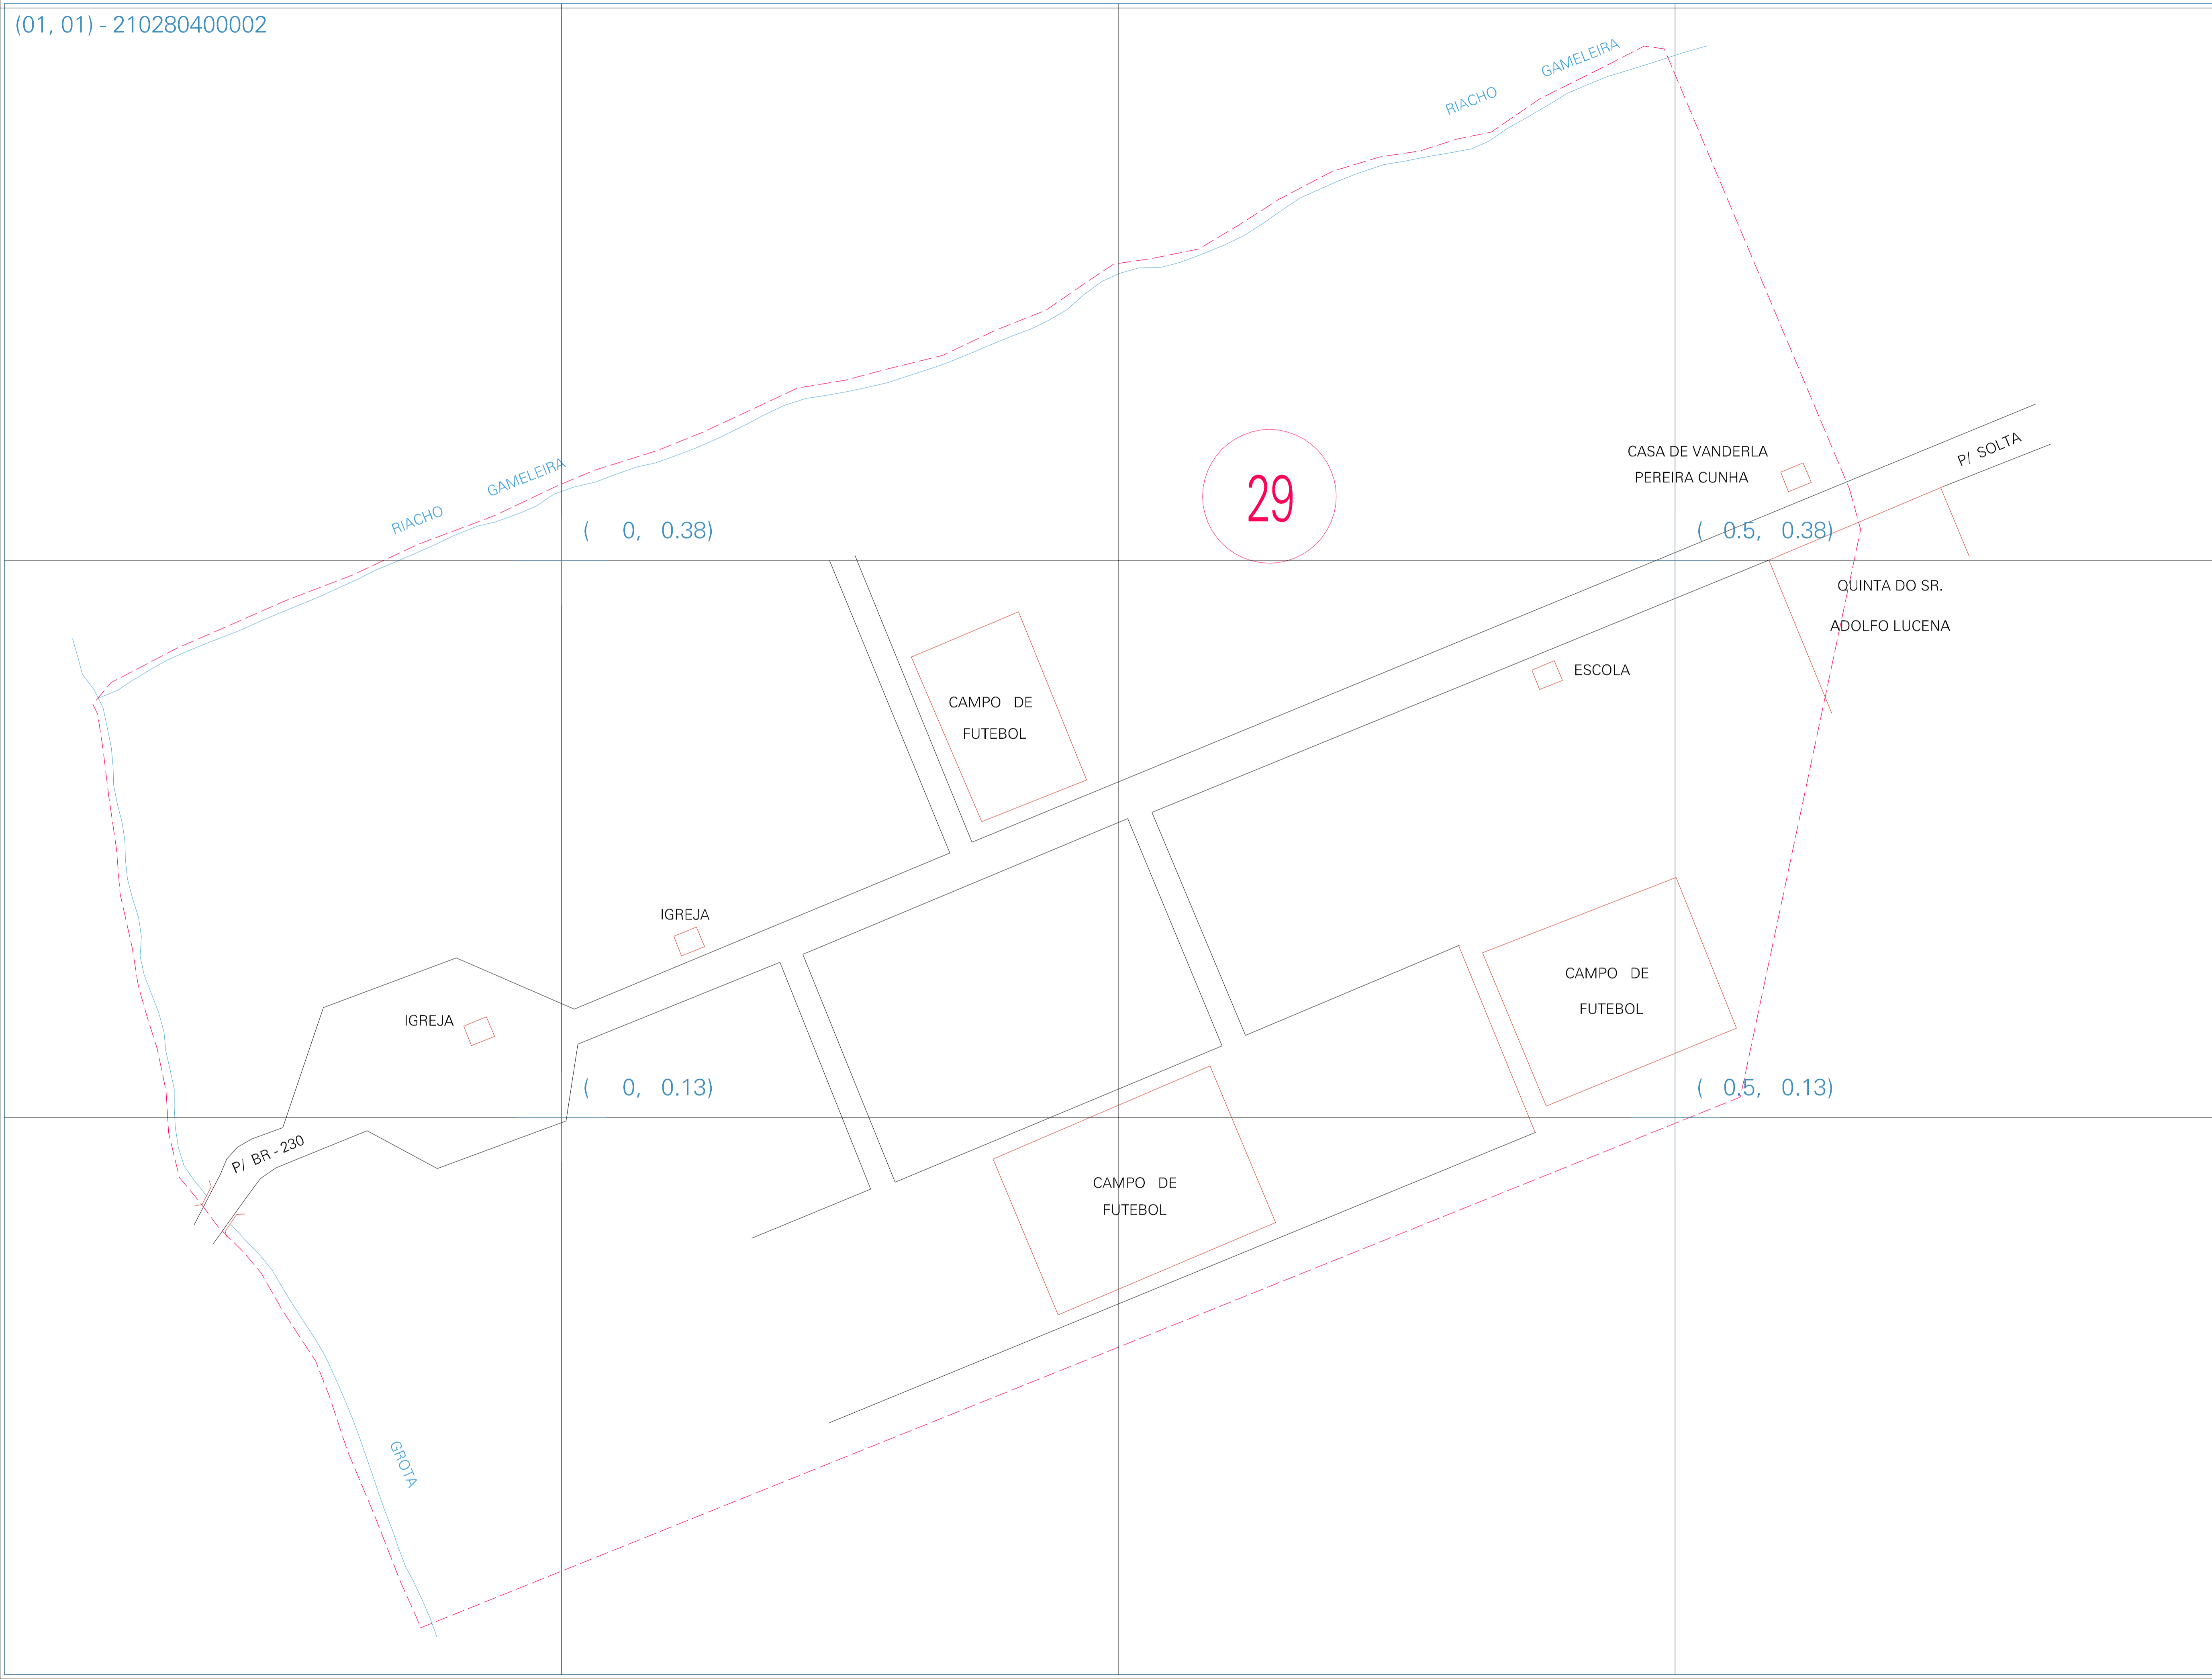 (01, 01) - 210280400002
RIACHO GAMELEIRA
RIACHO GAMELEIRA
29
CASA DE VANDERLA
PEREIRA CUNHA
P/ SOLTA
( 0, 0.38)
( 0.5, 0.38)
QUINTA DO SR.
ADOLFO LUCENA
ESCOLA
CAMPO DE
FUTEBOL
IGREJA
IGREJA
CAMPO DE
FUTEBOL
( 0, 0.13)
( 0.5, 0.13)
P/ BR - 230
CAMPO DE
FUTEBOL
GROTA